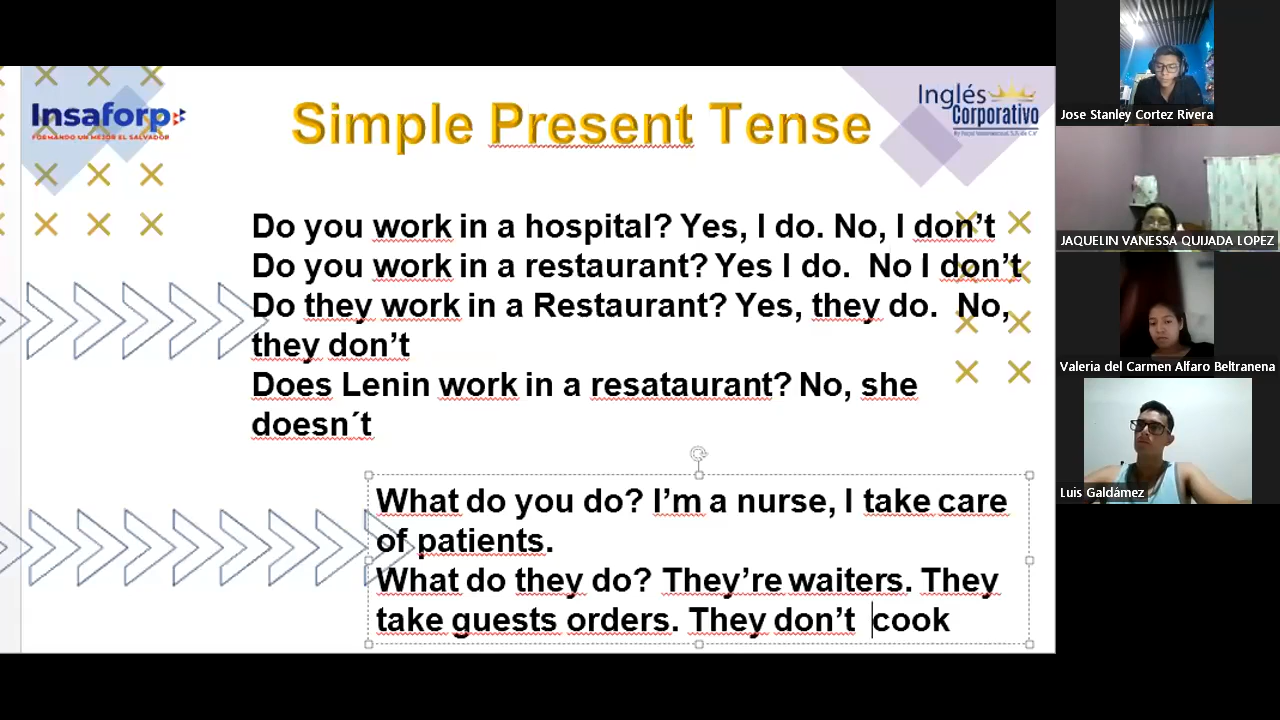 Insaforp
FORMANDO UN MEJOR EL SALVADOR
Simple Present Tense
Inglés
Corporativo
Do you work in a hospital? Yes, I do. No, I don’t
Do you work in a restaurant? Yes I do.  No I don’t
Do they work in a Restaurant? Yes, they do.  No,
they don’t
Does Lenin work in a resataurant? No, she
doesn´t
What do you do? I’m a nurse, I take care
of patients.
What do they do? They’re waiters. They
take guests orders. They don’t  cook
Jose Stanley Cortez Rivera
JAQUELIN VANESSA QUIJADA LOPEZ
Valeria del Carmen Alfaro Beltranena
Luis Galdámez